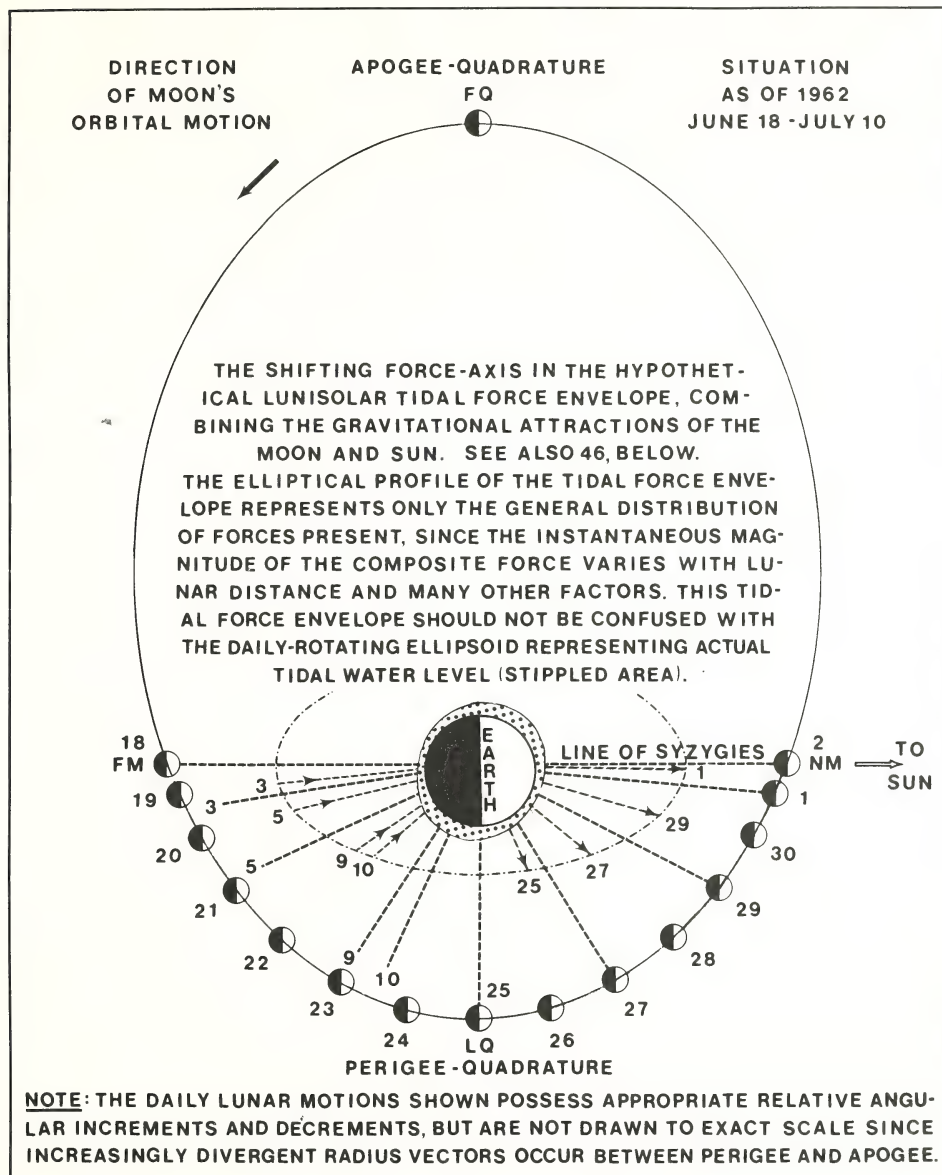 DIRECTION
OF MOON'S
ORBITAL MOTION
APOGEE-QUADRATURE
FQ
SITUATION
AS OF 1962
JUNE 18 - JULY 10
THE SHIFTING FORCE-AXIS IN THE HYPOTHET-
ICAL LUNISOLAR TIDAL FORCE ENVELOPE, COM-
BINING THE GRAVITATIONAL ATTRACTIONS OF THE
MOON AND SUN. SEE ALSO 46, BELOW.
THE ELLIPTICAL PROFILE OF THE TIDAL FORCE ENVE-
LOPE REPRESENTS ONLY THE GENERAL DISTRIBUTION
OF FORCES PRESENT, SINCE THE INSTANTANEOUS MAG-
NITUDE OF THE COMPOSITE FORCE VARIES WITH LU-
NAR DISTANCE AND MANY OTHER FACTORS. THIS TID-
AL FORCE ENVELOPE SHOULD NOT BE CONFUSED WITH
THE DAILY-ROTATING ELLIPSOID REPRESENTING ACTUAL
TIDAL WATER LEVEL (STIPPLED AREA).
18
FM
EARTH
LINE OF SYZYGIES
2
NM
TO
SUN
19
3
3
1
1
20
5
29
30
5
9
10
25
27
21
29
22
28
9
10
25
23
27
24
LQ
26
PERIGEE-QUADRATURE
NOTE: THE DAILY LUNAR MOTIONS SHOWN POSSESS APPROPRIATE RELATIVE ANGU-
LAR INCREMENTS AND DECREMENTS, BUT ARE NOT DRAWN TO EXACT SCALE SINCE
INCREASINGLY DIVERGENT RADIUS VECTORS OCCUR BETWEEN PERIGEE AND APOGEE.